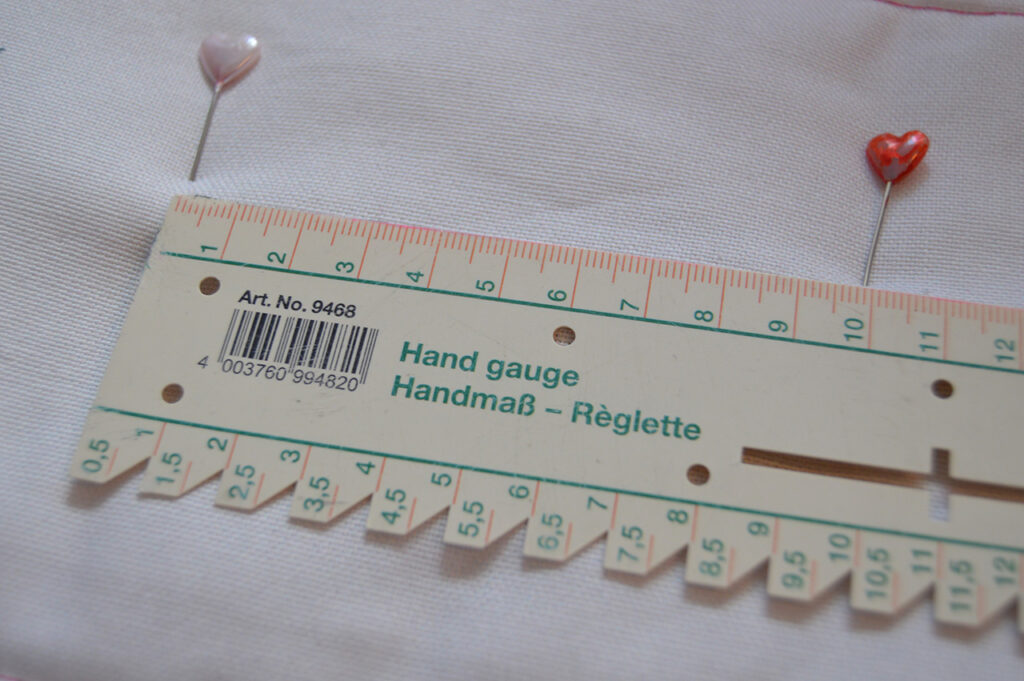 1 2 3 4 5 6 7 8 9 10 11 12
Art. No. 9468
4 003760 994820
Hand gauge
Handmaß – Règlette
1 2 3 4 5 6 7 8 9 10 11 12
0,5 1,5 2,5 3,5 4,5 5,5 6,5 7,5 8,5 9,5 10,5 11,5